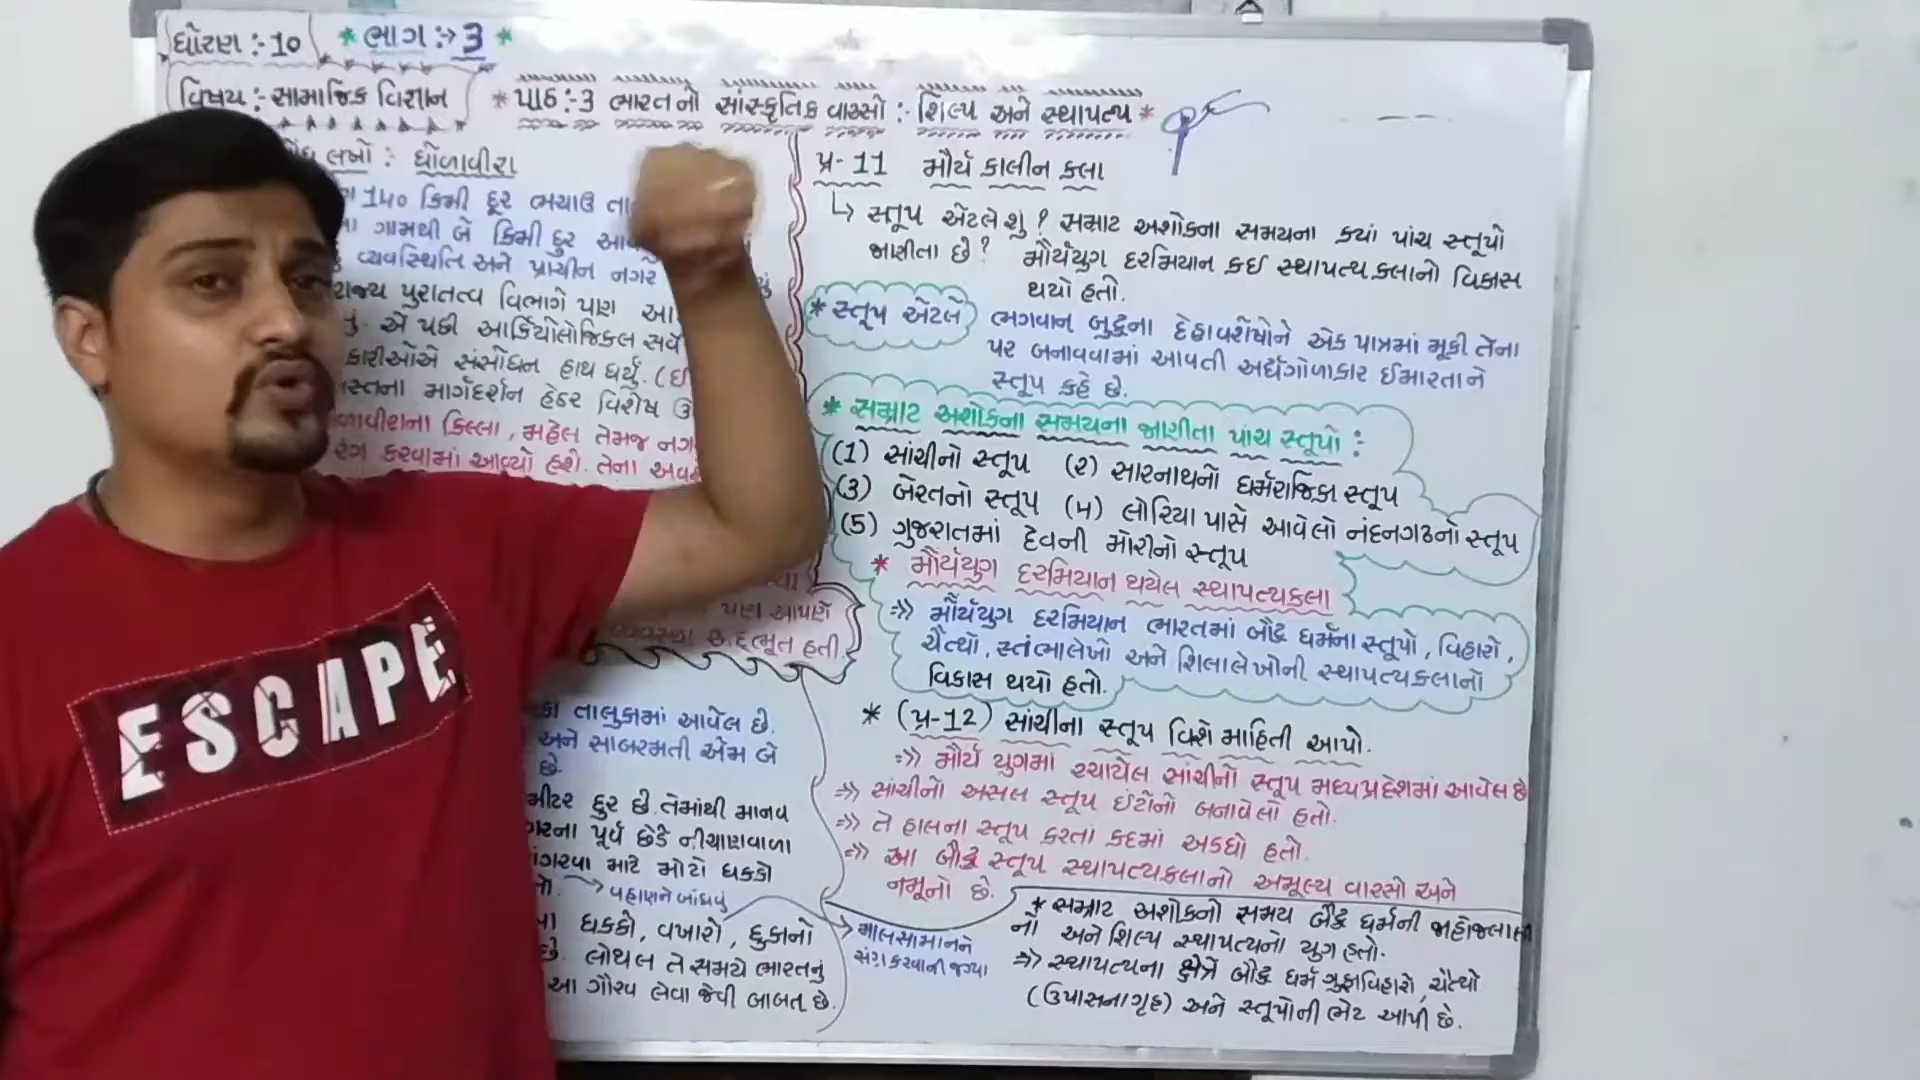 ધોરણ :- 10
* ભાગ :→ 3 *
વિષય :- સામાજિક વિજ્ઞાન
* પાઠ :- 3 ભારતનો સાંસ્કૃતિક વારસો :- શિલ્પ અને સ્થાપત્ય *
લખો : ધોળાવીરા
140 કિમી દૂર ભચાઉ તા
ગામથી બે કિમી દુર
વ્યવસ્થિતિ અને પ્રાચીન નગર
રાજ્ય પુરાતત્વ વિભાગે પણ આ
એ પછી આર્કિયોલોજિકલ સર્વે
કારીઓએ સંસોધન હાથ ધર્યું.
માર્ગદર્શન હેઠર વિશેષ
ળાવીરાના કિલ્લા, મહેલ તેમજ નગ
રંગ કરવામાં આવ્યો હશે. તેના અવ
પણ આપણે
અદ્ભૂત હતી.
તાલુકામાં આવેલ છે.
અને સાબરમતી એમ બે
છે.
મીટર દુર છે. તેમાંથી માનવ
ગરના પૂર્વ છેડે નીચાણવાળા
ાંગરવા માટે મોટો ધક્કો
→ વહાણને બાંધવું
ધક્કો, વખારો, દુકાનો
છે. લોથલ તે સમયે ભારતનું
આ ગૌરવ લેવા જેવી બાબત છે.
→ માલસામાનને
સંગ્ર કરવાની જગ્યા
પ્ર- 11 મૌર્ય કાલીન કલા
↳ સ્તૂપ એટલે શું ? સમ્રાટ અશોકના સમયના ક્યાં પાંચ સ્તૂપો
જાણીતા છે ? મૌર્યયુગ દરમિયાન કઈ સ્થાપત્ય કલાનો વિકાસ
થયો હતો.
* સ્તૂપ એટલે ભગવાન બુદ્ધના દેહાવશેષોને એક પાત્રમાં મૂકી તેના
પર બનાવવામાં આવતી અર્ધગોળાકાર ઈમારતને
સ્તૂપ કહે છે.
* સમ્રાટ અશોકના સમયના જાણીતા પાંચ સ્તૂપો :
(1) સાંચીનો સ્તૂપ (૨) સારનાથનો ધર્મરાજિકા સ્તૂપ
(3) બેરતનો સ્તૂપ (૪) લોરિયા પાસે આવેલો નંદનગઢનો સ્તૂપ
(5) ગુજરાતમાં દેવની મોરીનો સ્તૂપ
* મૌર્યયુગ દરમિયાન થયેલ સ્થાપત્યકલા
⇒ મૌર્યયુગ દરમિયાન ભારતમાં બૌદ્ધ ધર્મના સ્તૂપો, વિહારો,
ચૈત્યો, સ્તંભાલેખો અને શિલાલેખોની સ્થાપત્યકલાનો
વિકાસ થયો હતો.
* (પ્ર-12) સાંચીના સ્તૂપ વિશે માહિતી આપો.
⇒ મૌર્ય યુગમાં રચાયેલ સાંચીનો સ્તૂપ મધ્યપ્રદેશમાં આવેલ છે
⇒ સાંચીનો અસલ સ્તૂપ ઈંટોનો બનાવેલો હતો.
⇒ તે હાલના સ્તૂપ કરતાં કદમાં અડધો હતો.
⇒ આ બૌદ્ધ સ્તૂપ સ્થાપત્યકલાનો અમૂલ્ય વારસો અને
નમૂનો છે.
* સમ્રાટ અશોકનો સમય બૌદ્ધ ધર્મની જાહોજલાલી
નો અને શિલ્પ સ્થાપત્યનો યુગ હતો.
⇒ સ્થાપત્યના ક્ષેત્રે બૌદ્ધ ધર્મે ગુફાવિહારો, ચૈત્યો
(ઉપાસનાગૃહ) અને સ્તૂપોની ભેટ આપી છે.
ESCAPE